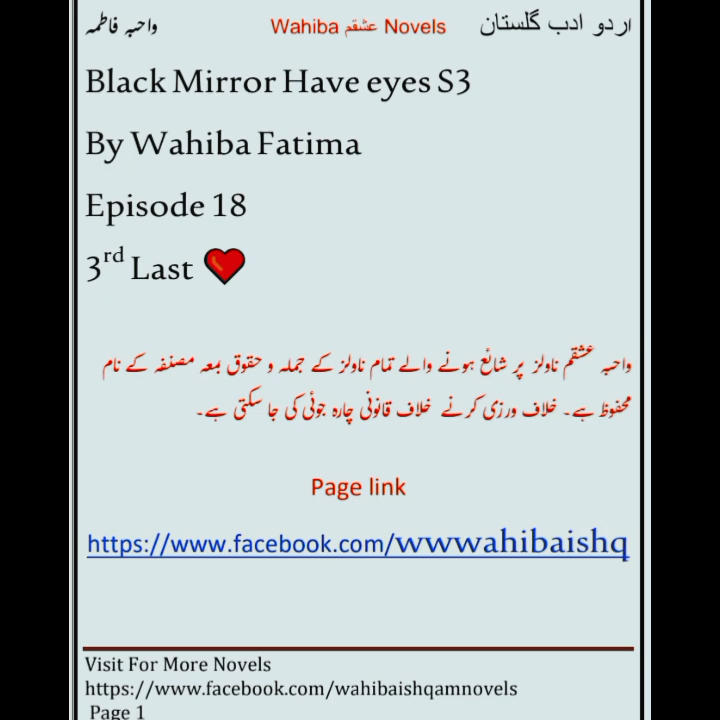 واحبہ فاطمہ Wahiba عشقم Novels اردو ادب گلستان
Black Mirror Have eyes S3
By Wahiba Fatima
Episode 18
3rd Last ❤️
واحبہ عشقم ناولز پر شائع ہونے والے تمام ناولز کے جملہ و حقوق بمعہ مصنفہ کے نام
محفوظ ہے۔ خلاف ورزی کرنے خلاف قانونی چارہ جوئی کی جا سکتی ہے۔
Page link
https://www.facebook.com/wwwahibaishq
Visit For More Novels
https://www.facebook.com/wahibaishqamnovels
Page 1